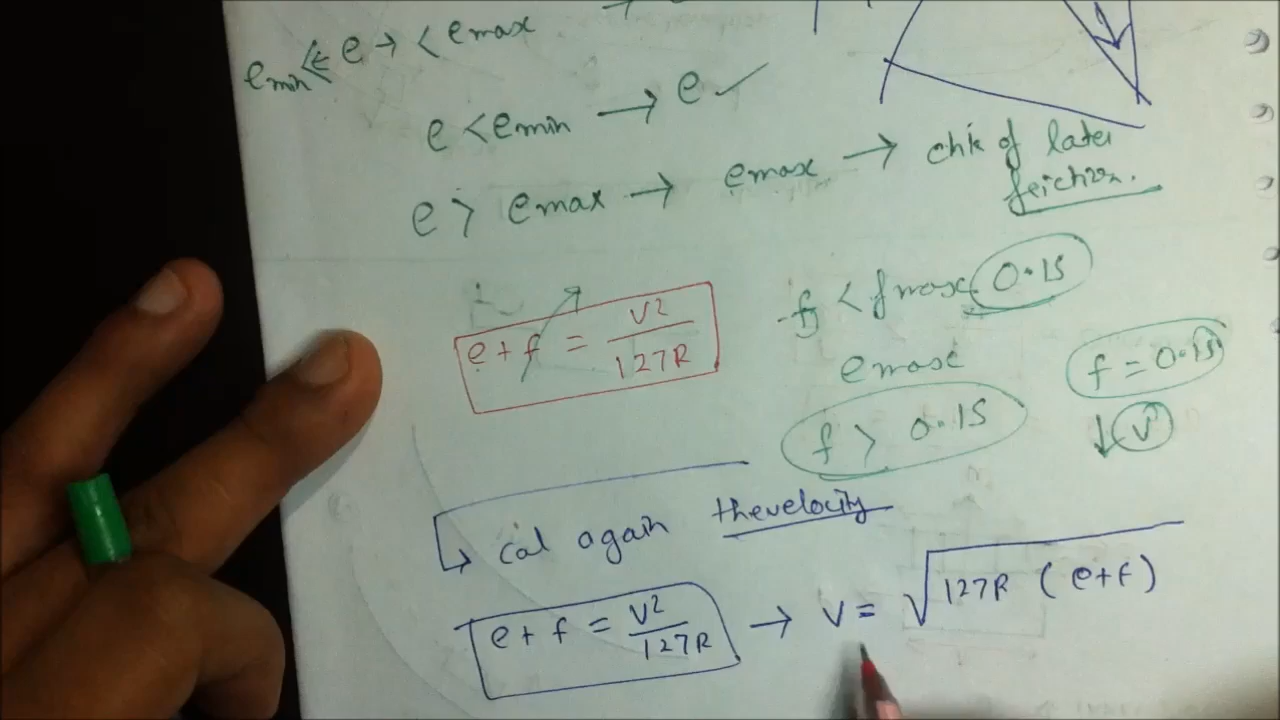 emin ≤ e → < emax
e < emin → e ✓
e > emax → emax → chk of later
friction.
f < fmax 0.15
e + f = V²/127R
emax
f = 0.15
f > 0.15
↓ V
cal again thevelocity
e + f = V²/127R → V = √127R (e+f)